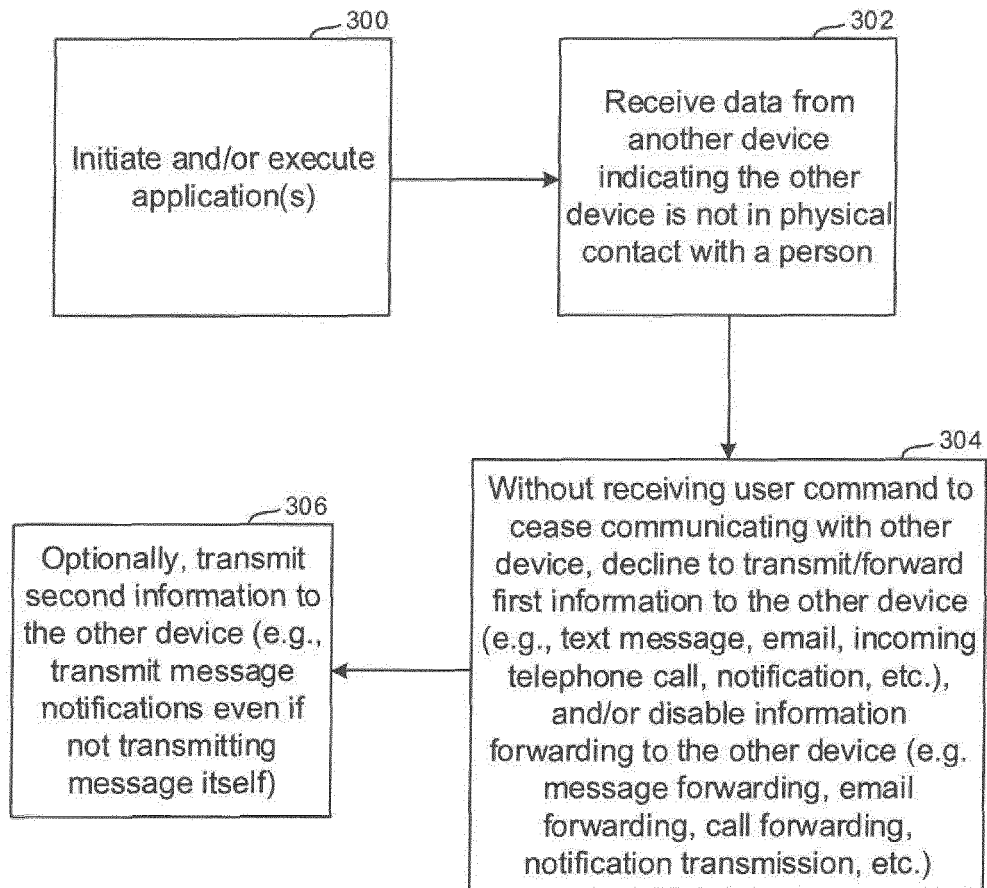 300
Initiate and/or execute
application(s)
302
Receive data from
another device
indicating the other
device is not in physical
contact with a person
304
Without receiving user command to
cease communicating with other
device, decline to transmit/forward
first information to the other device
(e.g., text message, email, incoming
telephone call, notification, etc.),
and/or disable information
forwarding to the other device (e.g.
message forwarding, email
forwarding, call forwarding,
notification transmission, etc.)
306
Optionally, transmit
second information to
the other device (e.g.,
transmit message
notifications even if
not transmitting
message itself)